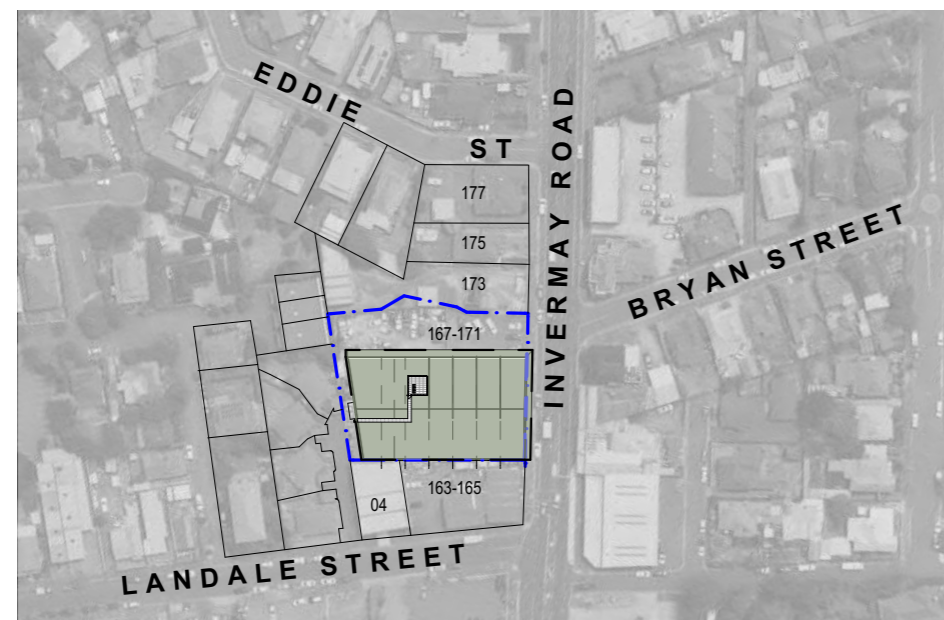 EDDIE
ST
177
175
173
167-171
INVERMAY ROAD
BRYAN STREET
163-165
04
LANDALE STREET